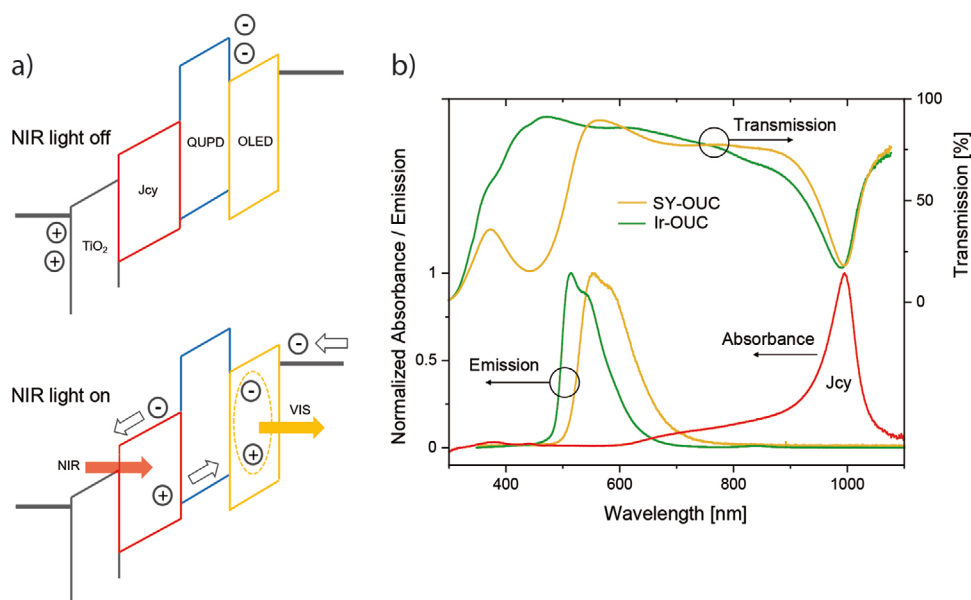 a)
NIR light off
TiO₂
Jcy
QUPD
OLED
-
-
+
+
NIR light on
NIR
-
+
-
+
VIS
-
b)
Normalized Absorbance / Emission
1
0.5
0
Transmission
SY-OUC
Ir-OUC
Emission
Absorbance
Jcy
100
50
0
Transmission [%]
400
600
800
1000
Wavelength [nm]